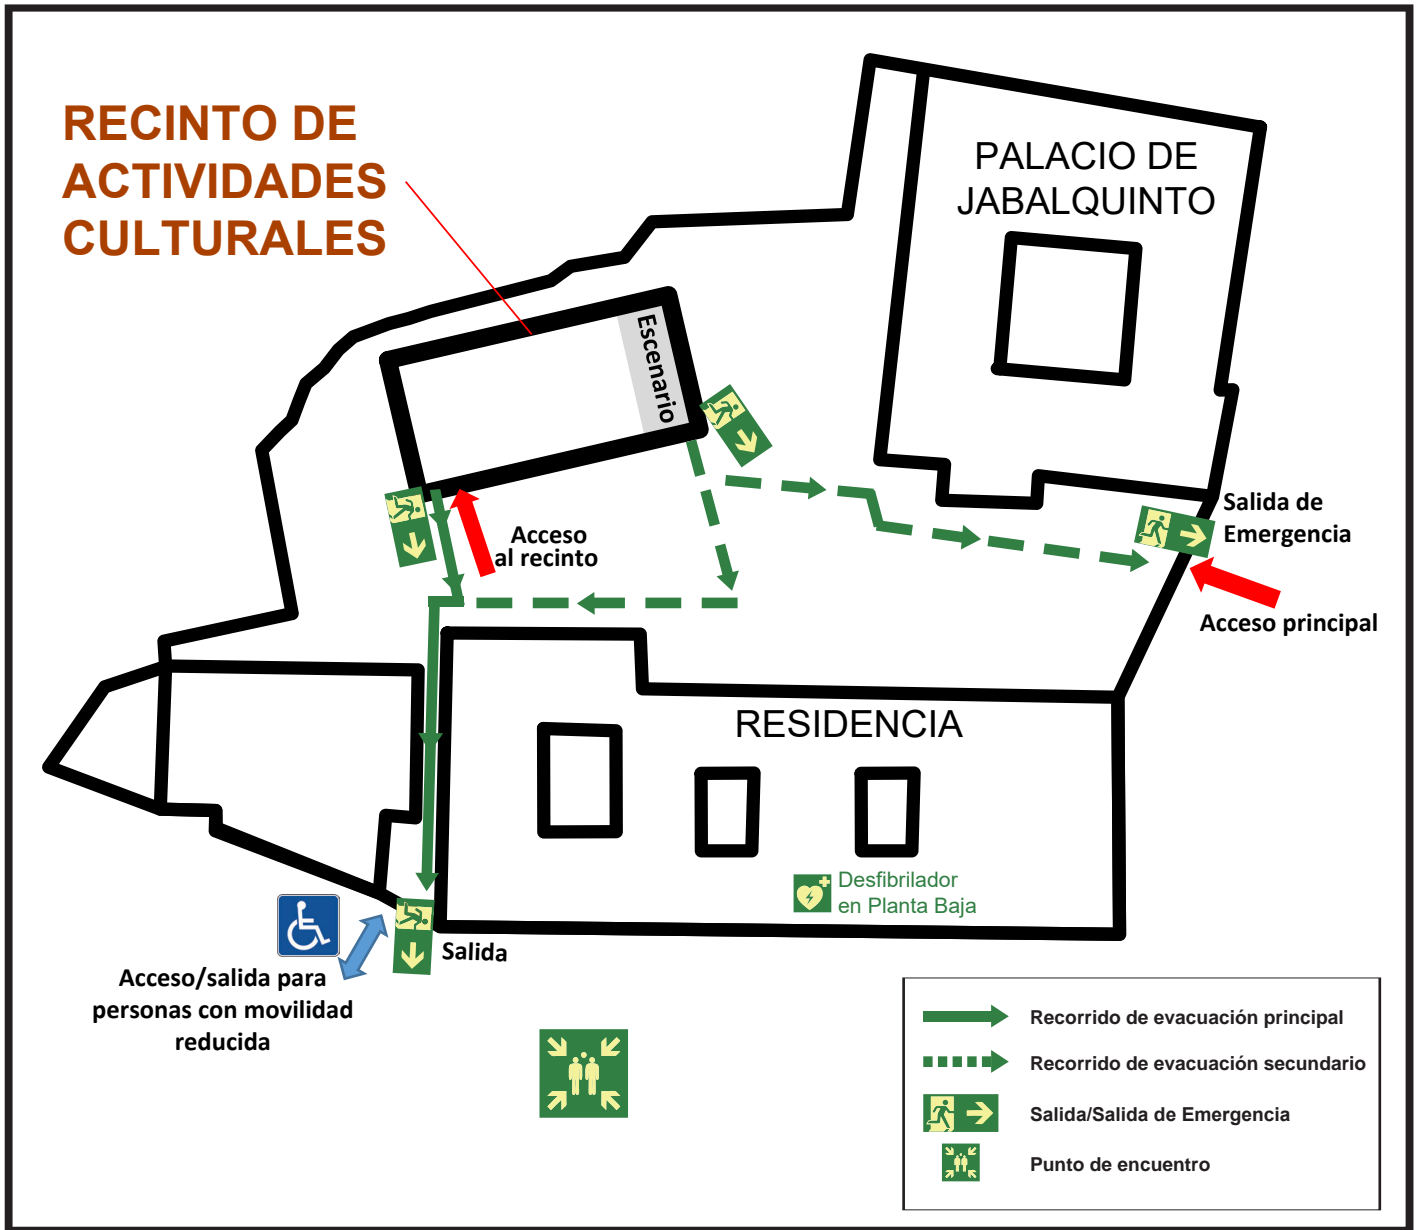 RECINTO DE
ACTIVIDADES
CULTURALES
PALACIO DE
JABALQUINTO
Escenario
Acceso
al recinto
Salida de
Emergencia
Acceso principal
RESIDENCIA
Desfibrilador
en Planta Baja
Salida
Acceso/salida para
personas con movilidad
reducida
Recorrido de evacuación principal
Recorrido de evacuación secundario
Salida/Salida de Emergencia
Punto de encuentro